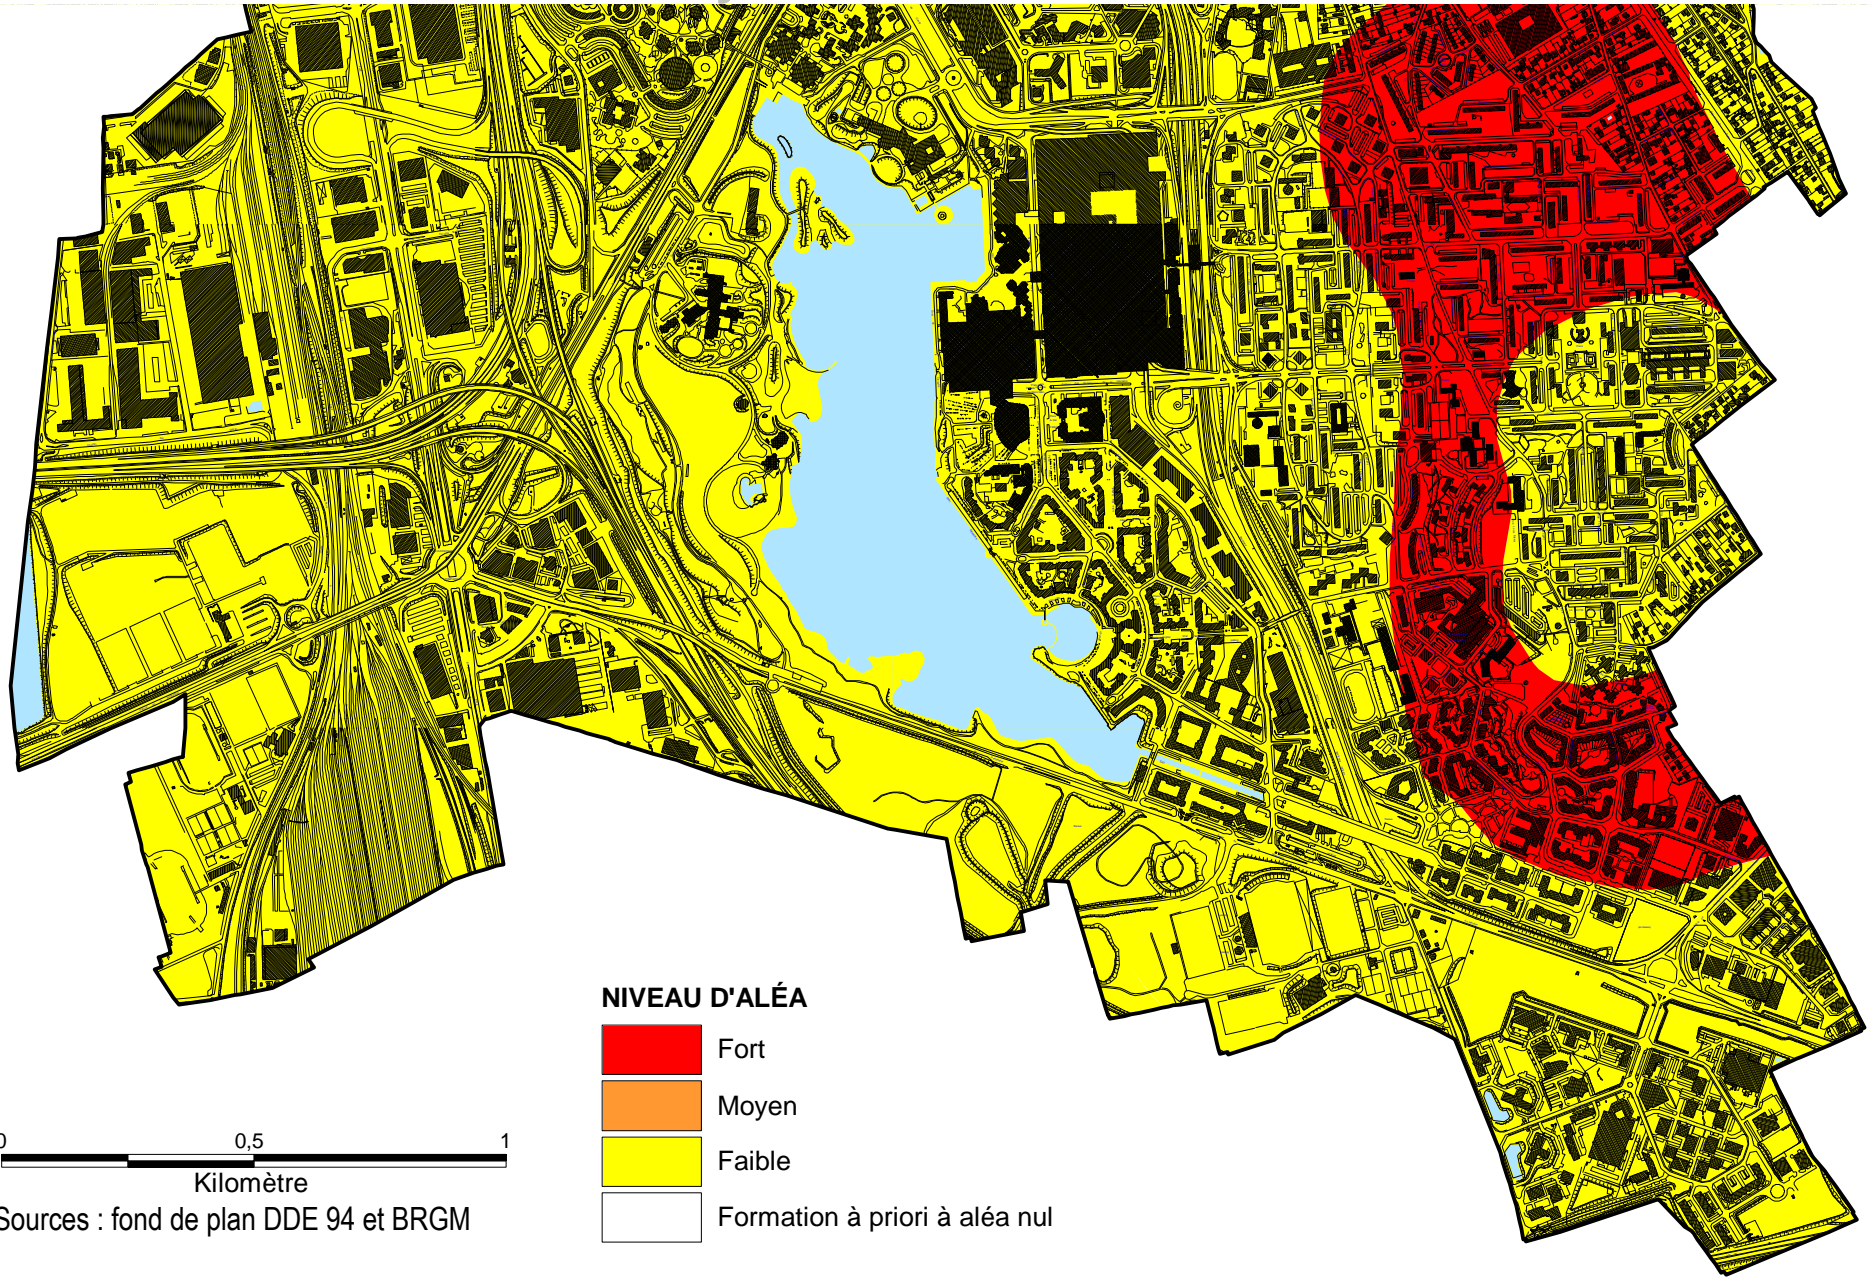 NIVEAU D'ALÉA
Fort
Moyen
Faible
Formation à priori à aléa nul
0 0,5 1
Kilomètre
Sources : fond de plan DDE 94 et BRGM